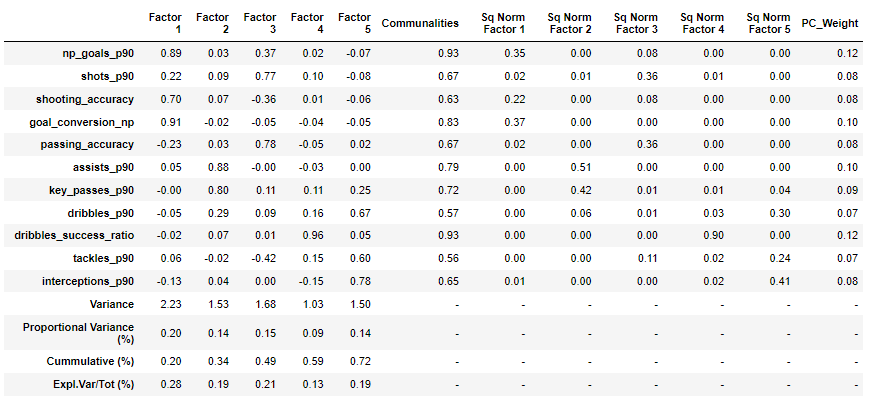 Factor 1 Factor 2 Factor 3 Factor 4 Factor 5 Communalities Sq Norm Factor 1 Sq Norm Factor 2 Sq Norm Factor 3 Sq Norm Factor 4 Sq Norm Factor 5 PC_Weight
np_goals_p90 0.89 0.03 0.37 0.02 -0.07 0.93 0.35 0.00 0.08 0.00 0.00 0.12
shots_p90 0.22 0.09 0.77 0.10 -0.08 0.67 0.02 0.01 0.36 0.01 0.00 0.08
shooting_accuracy 0.70 0.07 -0.36 0.01 -0.06 0.63 0.22 0.00 0.08 0.00 0.00 0.08
goal_conversion_np 0.91 -0.02 -0.05 -0.04 -0.05 0.83 0.37 0.00 0.00 0.00 0.00 0.10
passing_accuracy -0.23 0.03 0.78 -0.05 0.02 0.67 0.02 0.00 0.36 0.00 0.00 0.08
assists_p90 0.05 0.88 -0.00 -0.03 0.00 0.79 0.00 0.51 0.00 0.00 0.00 0.10
key_passes_p90 -0.00 0.80 0.11 0.11 0.25 0.72 0.00 0.42 0.01 0.01 0.04 0.09
dribbles_p90 -0.05 0.29 0.09 0.16 0.67 0.57 0.00 0.06 0.01 0.03 0.30 0.07
dribbles_success_ratio -0.02 0.07 0.01 0.96 0.05 0.93 0.00 0.00 0.00 0.90 0.00 0.12
tackles_p90 0.06 -0.02 -0.42 0.15 0.60 0.56 0.00 0.00 0.11 0.02 0.24 0.07
interceptions_p90 -0.13 0.04 0.00 -0.15 0.78 0.65 0.01 0.00 0.00 0.02 0.41 0.08
Variance 2.23 1.53 1.68 1.03 1.50 - - - - - - -
Proportional Variance (%) 0.20 0.14 0.15 0.09 0.14 - - - - - - -
Cummulative (%) 0.20 0.34 0.49 0.59 0.72 - - - - - - -
Expl.Var/Tot (%) 0.28 0.19 0.21 0.13 0.19 - - - - - - -